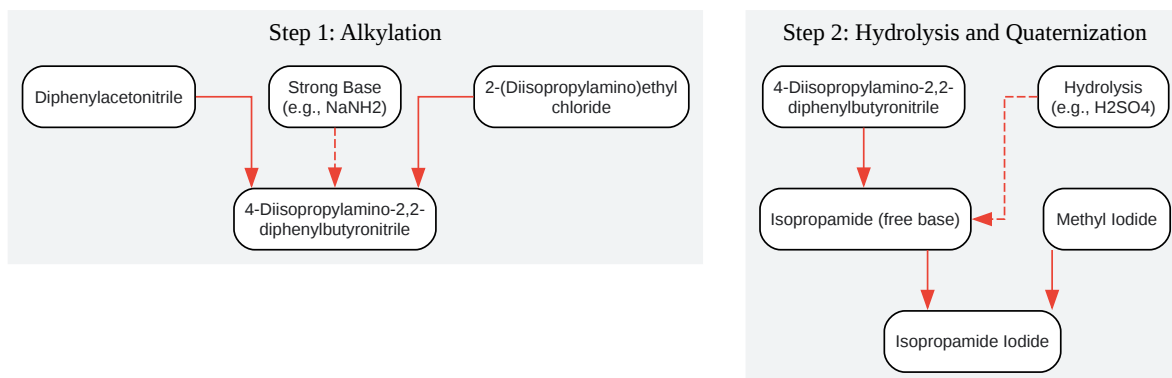 Step 1: Alkylation
Diphenylacetonitrile
Strong Base
(e.g., NaNH2)
2-(Diisopropylamino)ethyl
chloride
4-Diisopropylamino-2,2-
diphenylbutyronitrile
Step 2: Hydrolysis and Quaternization
4-Diisopropylamino-2,2-
diphenylbutyronitrile
Hydrolysis
(e.g., H2SO4)
Isopropamide (free base)
Methyl Iodide
Isopropamide Iodide